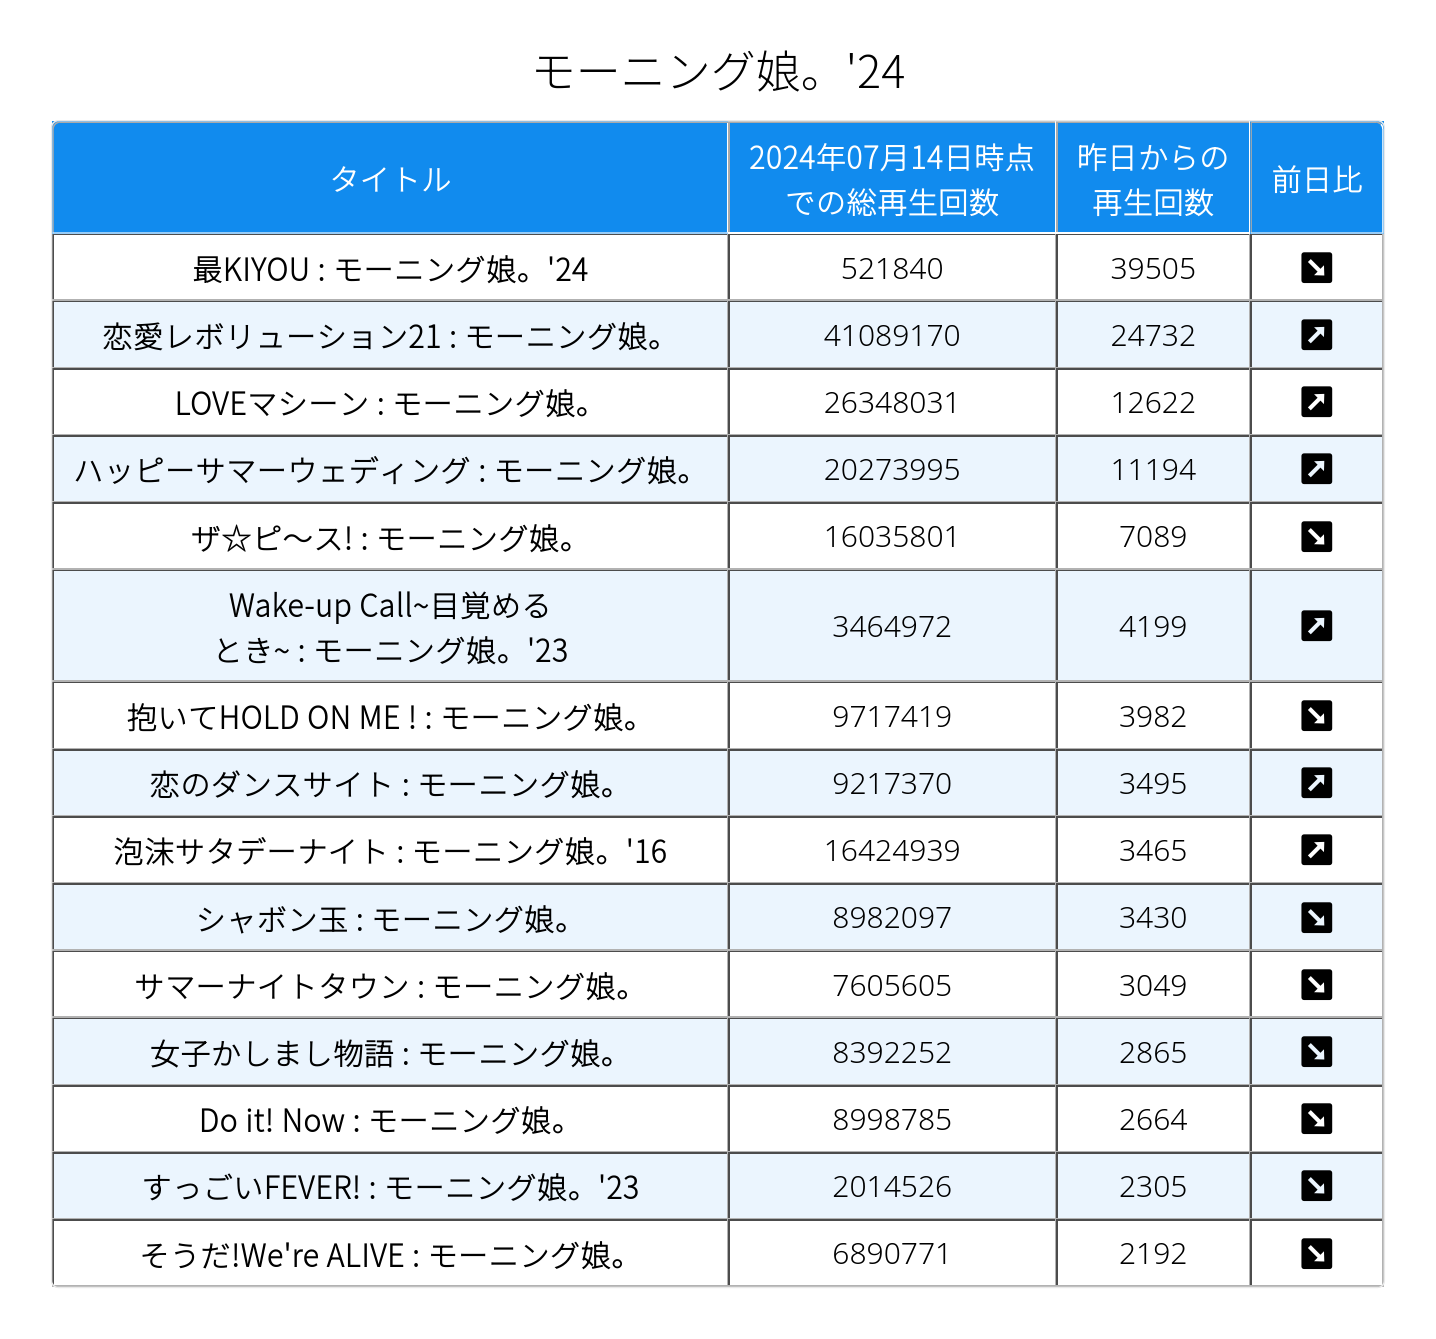 モーニング娘。'24
タイトル
2024年07月14日時点
での総再生回数
昨日からの
再生回数
前日比
最KIYOU : モーニング娘。'24 521840 39505
恋愛レボリューション21 : モーニング娘。 41089170 24732
LOVEマシーン : モーニング娘。 26348031 12622
ハッピーサマーウェディング : モーニング娘。 20273995 11194
ザ☆ピ～ス! : モーニング娘。 16035801 7089
Wake-up Call~目覚める
とき~ : モーニング娘。'23 3464972 4199
抱いてHOLD ON ME ! : モーニング娘。 9717419 3982
恋のダンスサイト : モーニング娘。 9217370 3495
泡沫サタデーナイト : モーニング娘。'16 16424939 3465
シャボン玉 : モーニング娘。 8982097 3430
サマーナイトタウン : モーニング娘。 7605605 3049
女子かしまし物語 : モーニング娘。 8392252 2865
Do it! Now : モーニング娘。 8998785 2664
すっごいFEVER! : モーニング娘。'23 2014526 2305
そうだ!We're ALIVE : モーニング娘。 6890771 2192